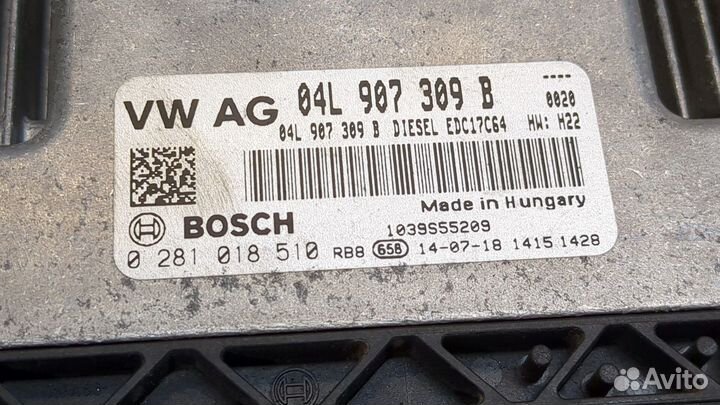 VW AG 04L 907 309 B ----
0020
04L 907 309 B DIESEL EDC17C64 HW: H22
Made in Hungary
BOSCH 1039S55209
0 281 018 510 RB8 658 14-07-18 1415 1428
Avito